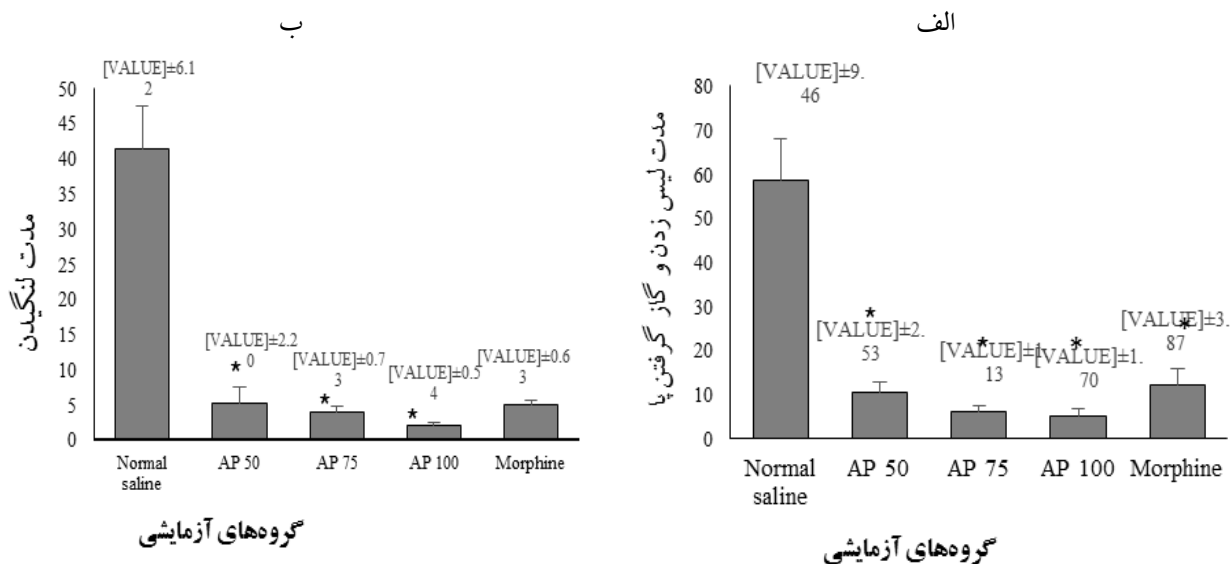 الف
[VALUE]±9.
46
80
70
60
50
40
30
20
10
0
مدت لیس زدن و گاز گرفتن پا
*
[VALUE]±2.
53
*
[VALUE]±1.
13
*
[VALUE]±1.
70
[VALUE]±3.
*
87
Normal
saline
AP 50
AP 75
AP 100
Morphine
گروه‌های آزمایشی
ب
[VALUE]±6.1
2
50
45
40
35
30
25
20
15
10
5
0
مدت لنگیدن
[VALUE]±2.2
0
*
[VALUE]±0.7
3
*
[VALUE]±0.5
4
*
[VALUE]±0.6
3
Normal
saline
AP 50
AP 75
AP 100
Morphine
گروه‌های آزمایشی